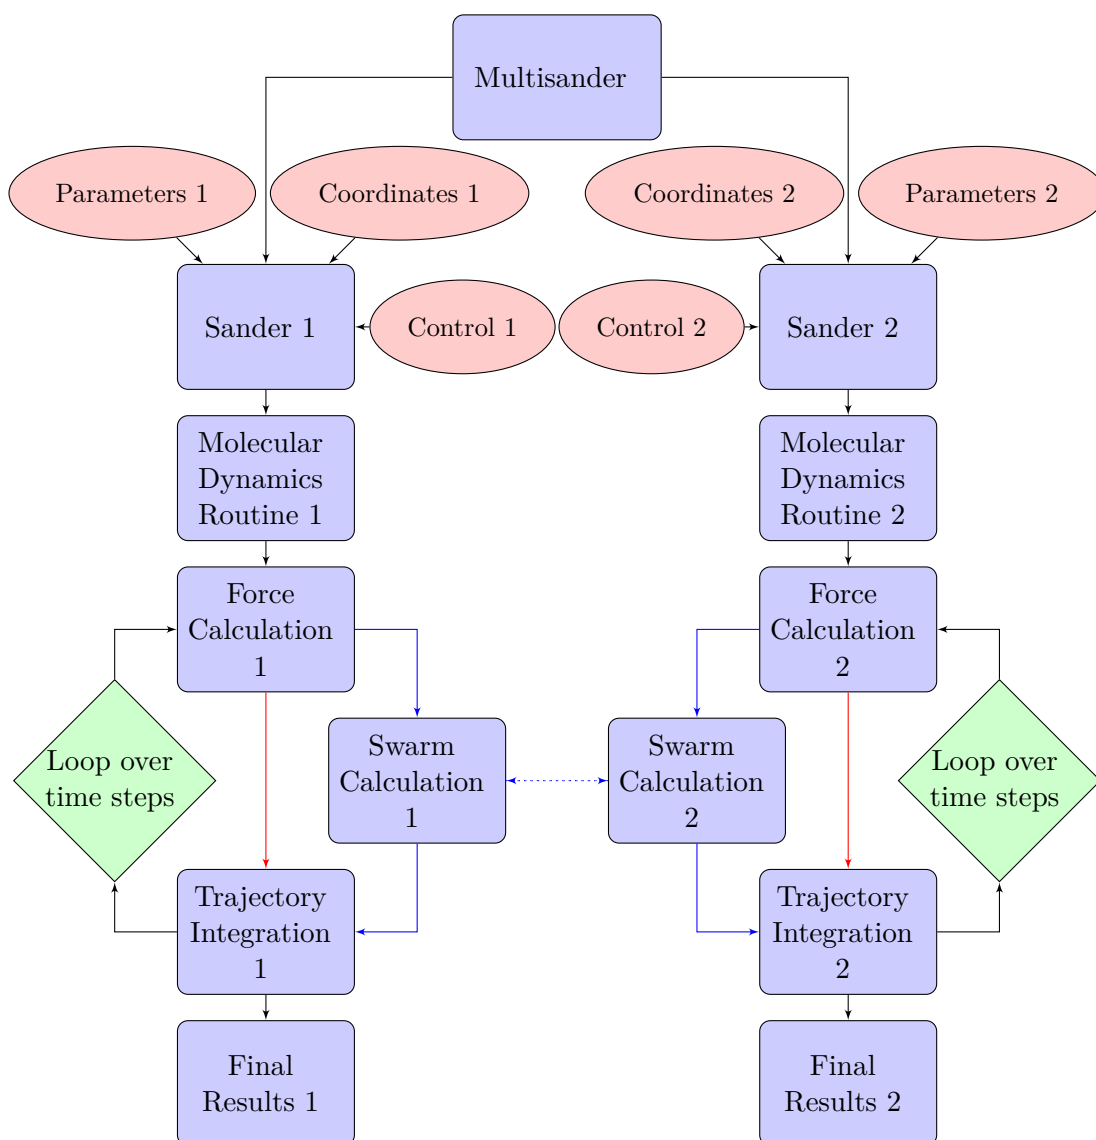 Multisander
Parameters 1
Coordinates 1
Coordinates 2
Parameters 2
Sander 1
Control 1
Control 2
Sander 2
Molecular
Dynamics
Routine 1
Molecular
Dynamics
Routine 2
Force
Calculation
1
Force
Calculation
2
Loop over
time steps
Swarm
Calculation
1
Swarm
Calculation
2
Loop over
time steps
Trajectory
Integration
1
Trajectory
Integration
2
Final
Results 1
Final
Results 2